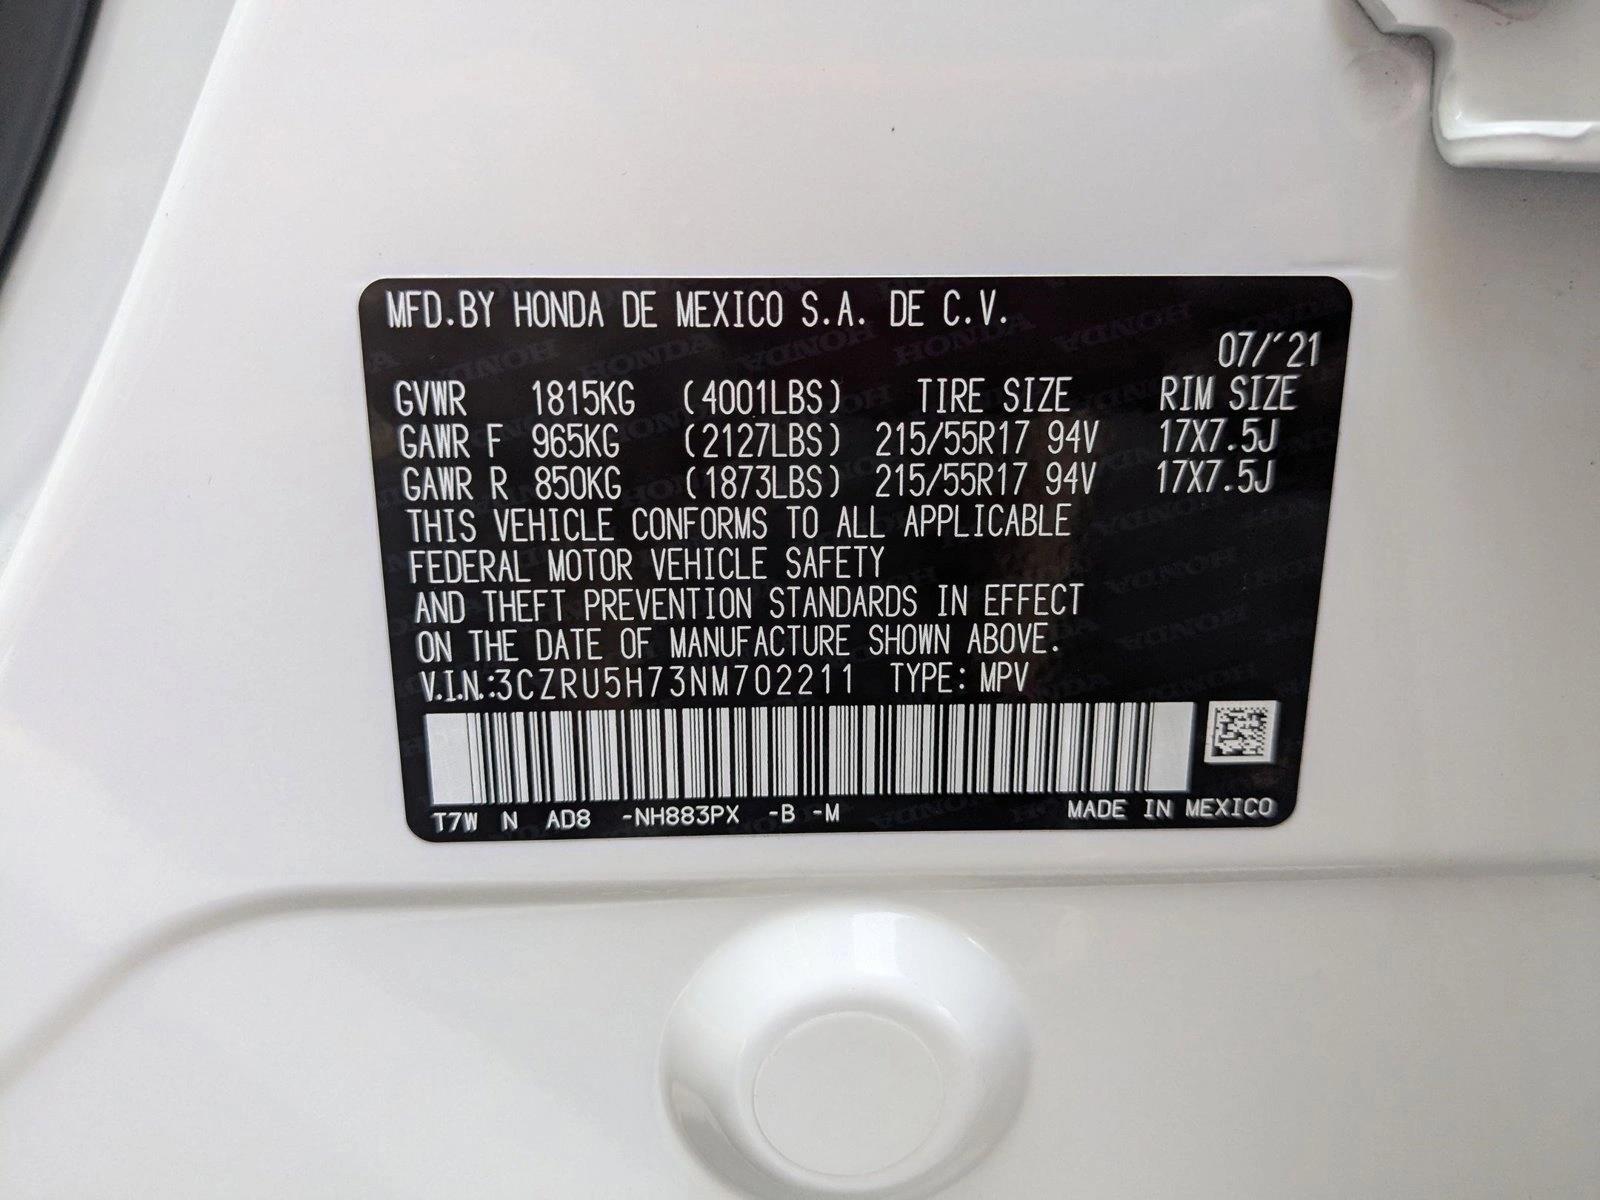 MFD.BY HONDA DE MEXICO S.A. DE C.V.
07/'21
GVWR 1815KG (4001LBS) TIRE SIZE RIM SIZE
GAWR F 965KG (2127LBS) 215/55R17 94V 17X7.5J
GAWR R 850KG (1873LBS) 215/55R17 94V 17X7.5J
THIS VEHICLE CONFORMS TO ALL APPLICABLE
FEDERAL MOTOR VEHICLE SAFETY
AND THEFT PREVENTION STANDARDS IN EFFECT
ON THE DATE OF MANUFACTURE SHOWN ABOVE.
V.I.N.:3CZRU5H73NM702211 TYPE: MPV
T7W N AD8 -NH883PX -B -M MADE IN MEXICO